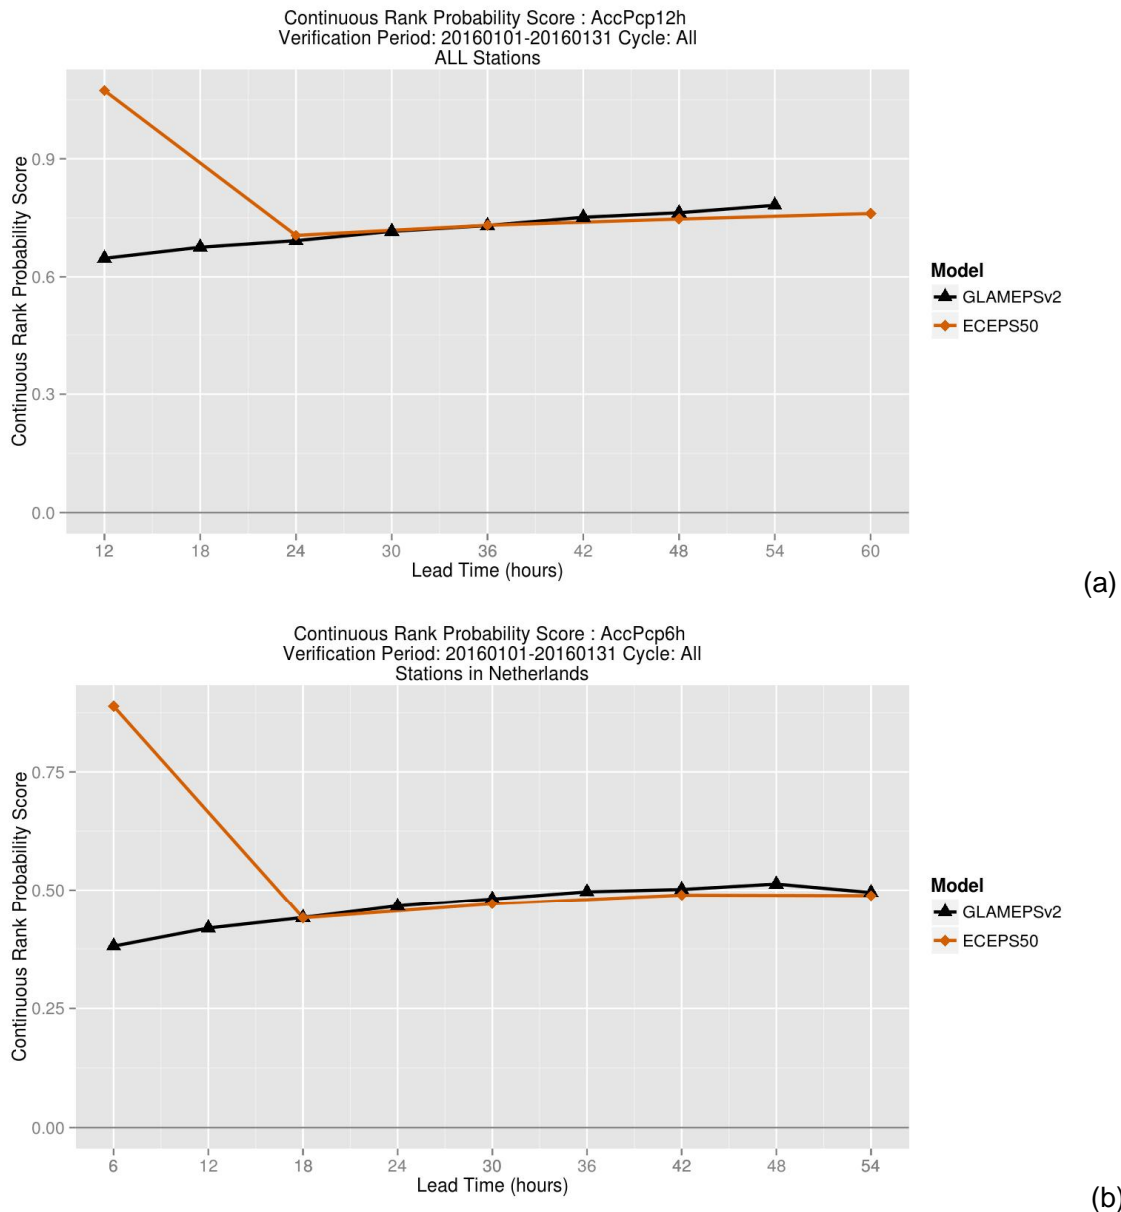 Continuous Rank Probability Score : AccPcp12h
Verification Period: 20160101-20160131 Cycle: All
ALL Stations
Continuous Rank Probability Score
0.9
0.6
0.3
0.0
12 18 24 30 36 42 48 54 60
Lead Time (hours)
Model
GLAMEPSv2
ECEPS50
(a)
Continuous Rank Probability Score : AccPcp6h
Verification Period: 20160101-20160131 Cycle: All
Stations in Netherlands
Continuous Rank Probability Score
0.75
0.50
0.25
0.00
6 12 18 24 30 36 42 48 54
Lead Time (hours)
Model
GLAMEPSv2
ECEPS50
(b)